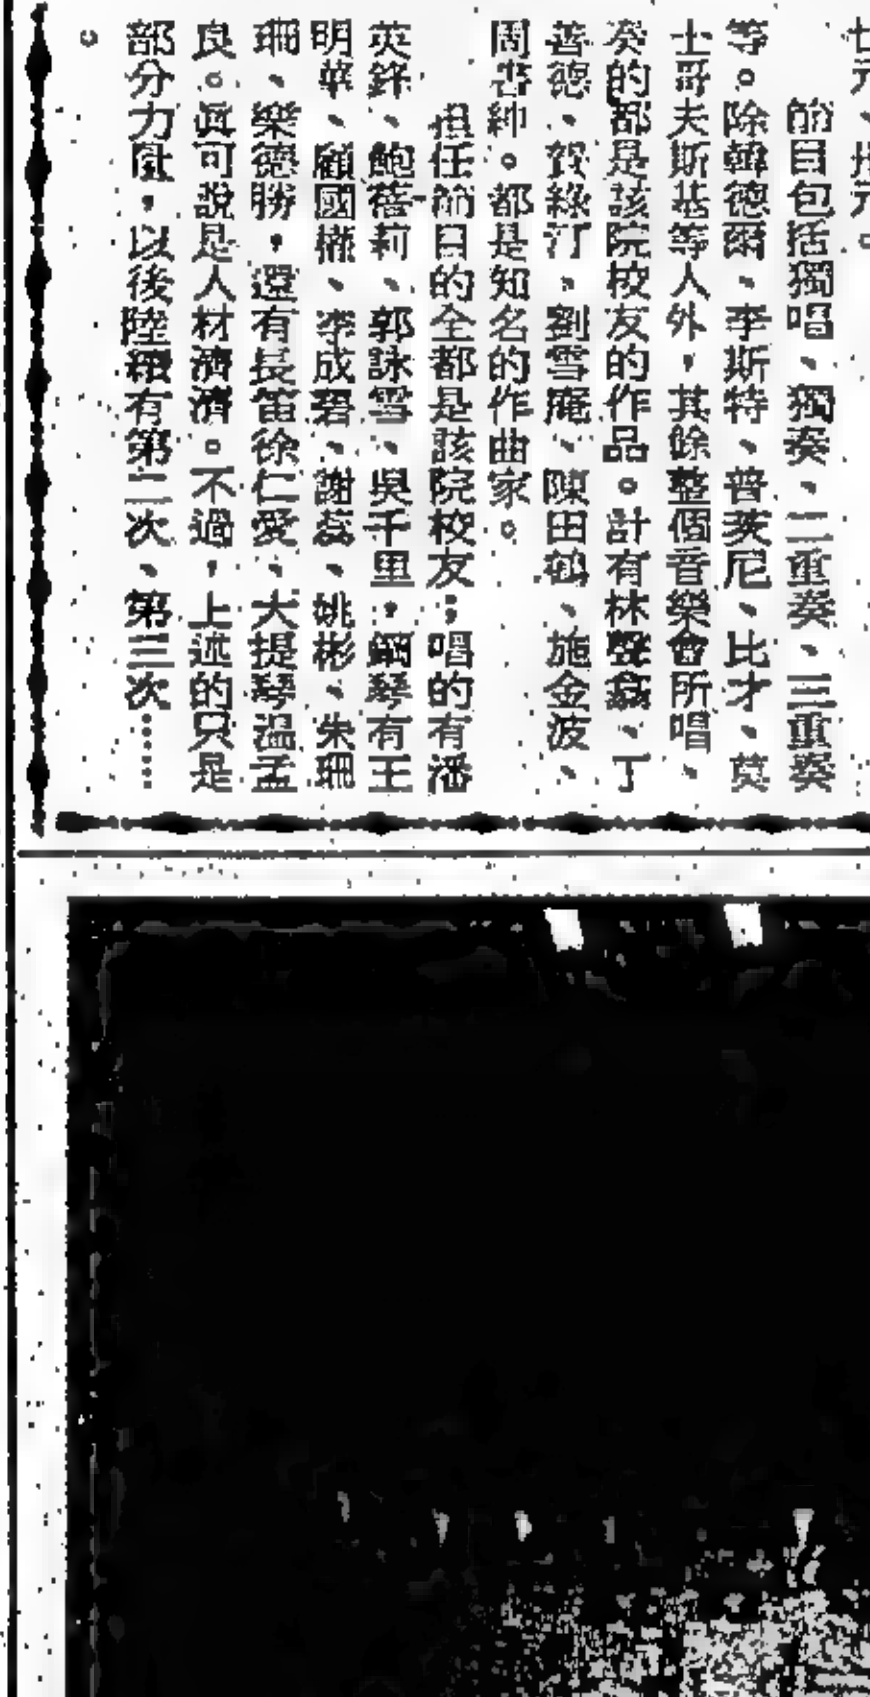 廿元、拾元。
節目包括獨唱、獨奏、二重奏、三重奏
等。除韓德爾、李斯特、普契尼、比才、莫
士哥夫斯基等人外，其餘整個音樂會所唱、
奏的都是該院校友的作品。計有林聲翕、丁
善德、賀綠汀、劉雪庵、陳田鶴、施金波、
周書紳。都是知名的作曲家。
担任節目的全都是該院校友；唱的有潘
英鋒、鮑蓓莉、郭詠雪、吳千里，鋼琴有王
明華、顧國權、李成碧、謝蕊、姚彬、朱珊
珊、樂德勝，還有長笛徐仁愛、大提琴溫孟
良。眞可說是人材濟濟。不過，上述的只是
部分力量，以後陸續有第二次、第三次……
。